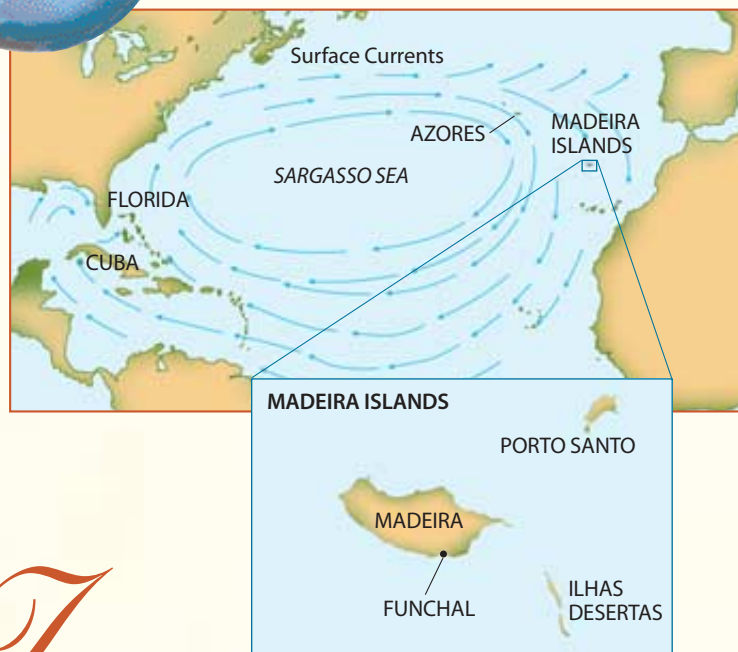 Surface Currents
AZORES
MADEIRA
ISLANDS
SARGASSO SEA
FLORIDA
CUBA
MADEIRA ISLANDS
PORTO SANTO
MADEIRA
FUNCHAL
ILHAS
DESERTAS